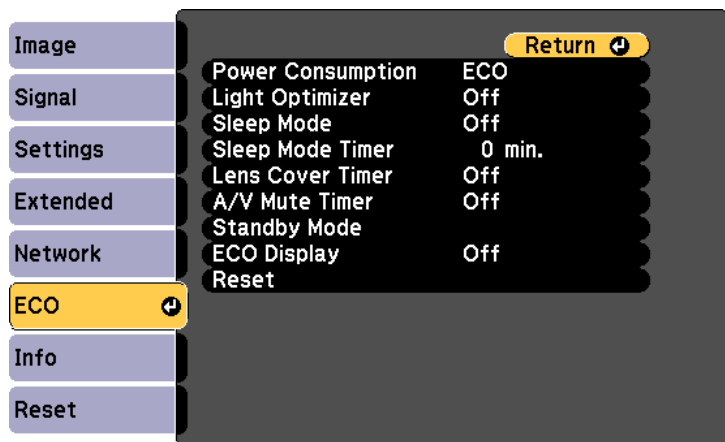 Image
Signal
Settings
Extended
Network
ECO
Info
Reset
Return
Power Consumption ECO
Light Optimizer Off
Sleep Mode Off
Sleep Mode Timer 0 min.
Lens Cover Timer Off
A/V Mute Timer Off
Standby Mode
ECO Display Off
Reset